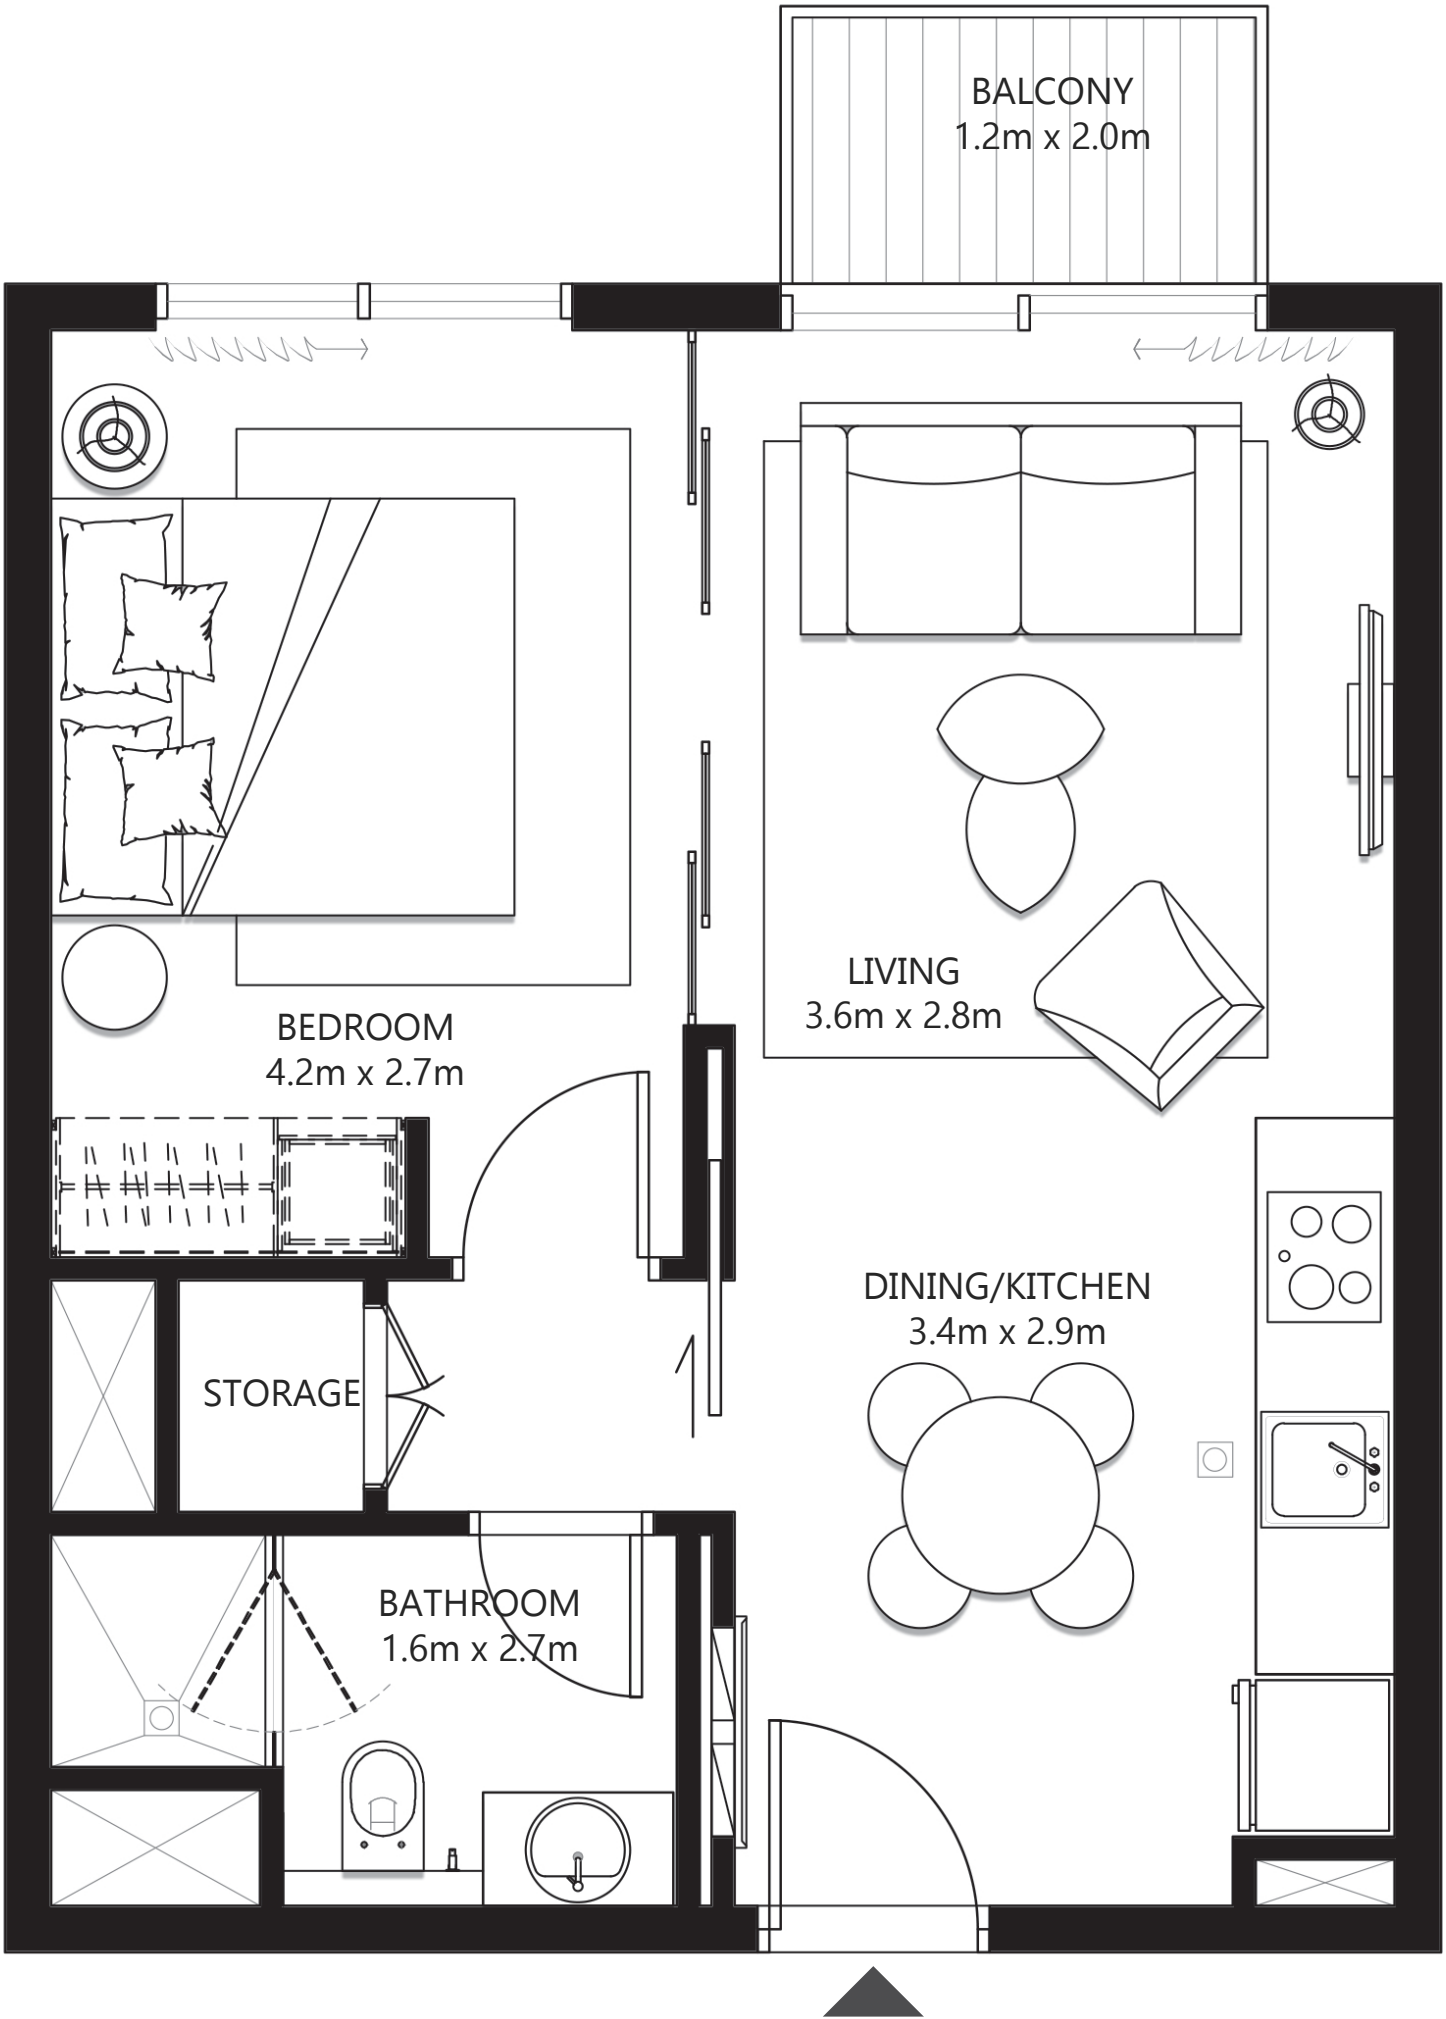 BALCONY
1.2m x 2.0m
LIVING
3.6m x 2.8m
BEDROOM
4.2m x 2.7m
DINING/KITCHEN
3.4m x 2.9m
STORAGE
BATHROOM
1.6m x 2.7m